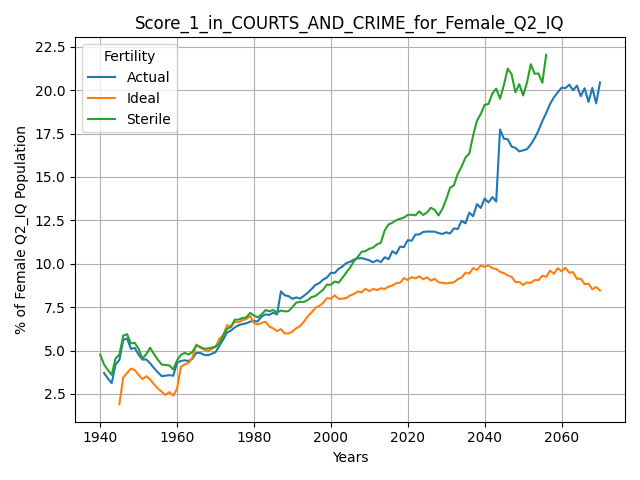 Score_1_in_COURTS_AND_CRIME_for_Female_Q2_IQ
Fertility
Actual
Ideal
Sterile
% of Female Q2_IQ Population
22.5
20.0
17.5
15.0
12.5
10.0
7.5
5.0
2.5
1940 1960 1980 2000 2020 2040 2060
Years